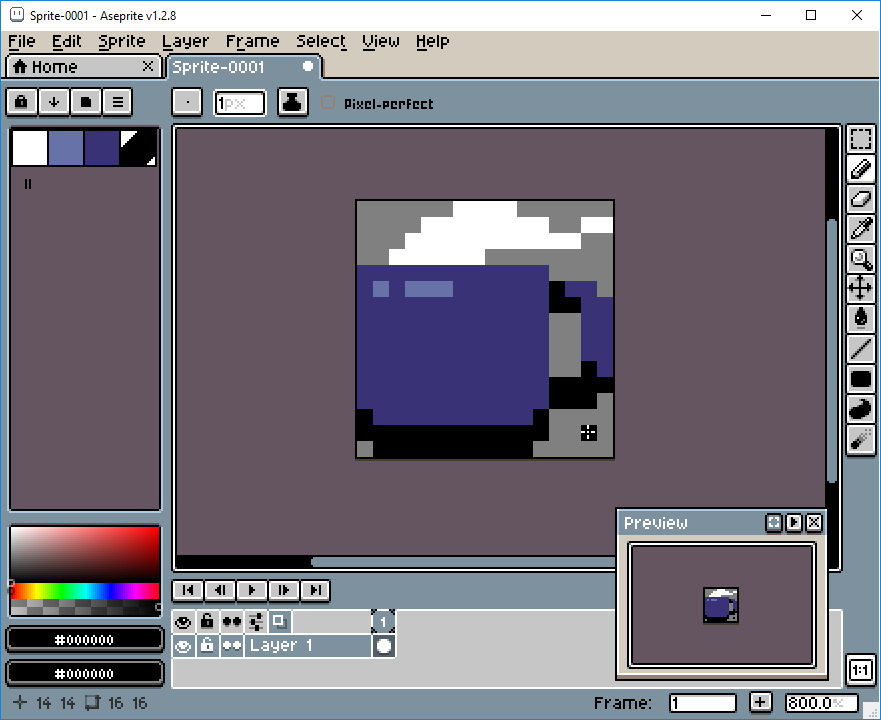 Sprite-0001 - Aseprite v1.2.8
File Edit Sprite Layer Frame Select View Help
Home
Sprite-0001
1px
Pixel-perfect
Preview
1
Layer 1
#000000
#000000
1:1
14 14 16 16
Frame: 1 800.0%